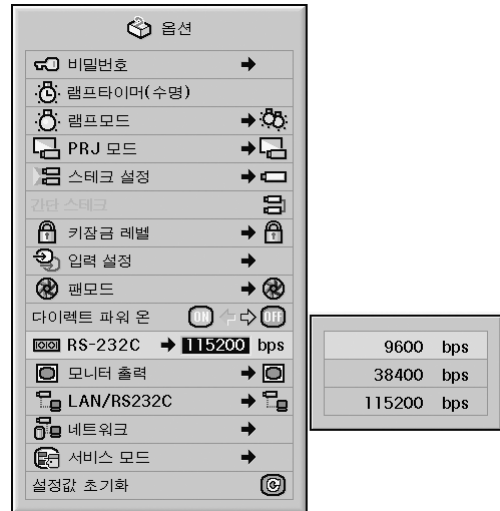 옵션
비밀번호
램프타이머(수명)
램프모드
PRJ 모드
스테크 설정
간단 스테크
키잠금 레벨
입력 설정
팬모드
다이렉트 파워 온 ON OFF
RS-232C 115200 bps
모니터 출력
LAN/RS232C
네트워크
서비스 모드
설정값 초기화
9600 bps
38400 bps
115200 bps